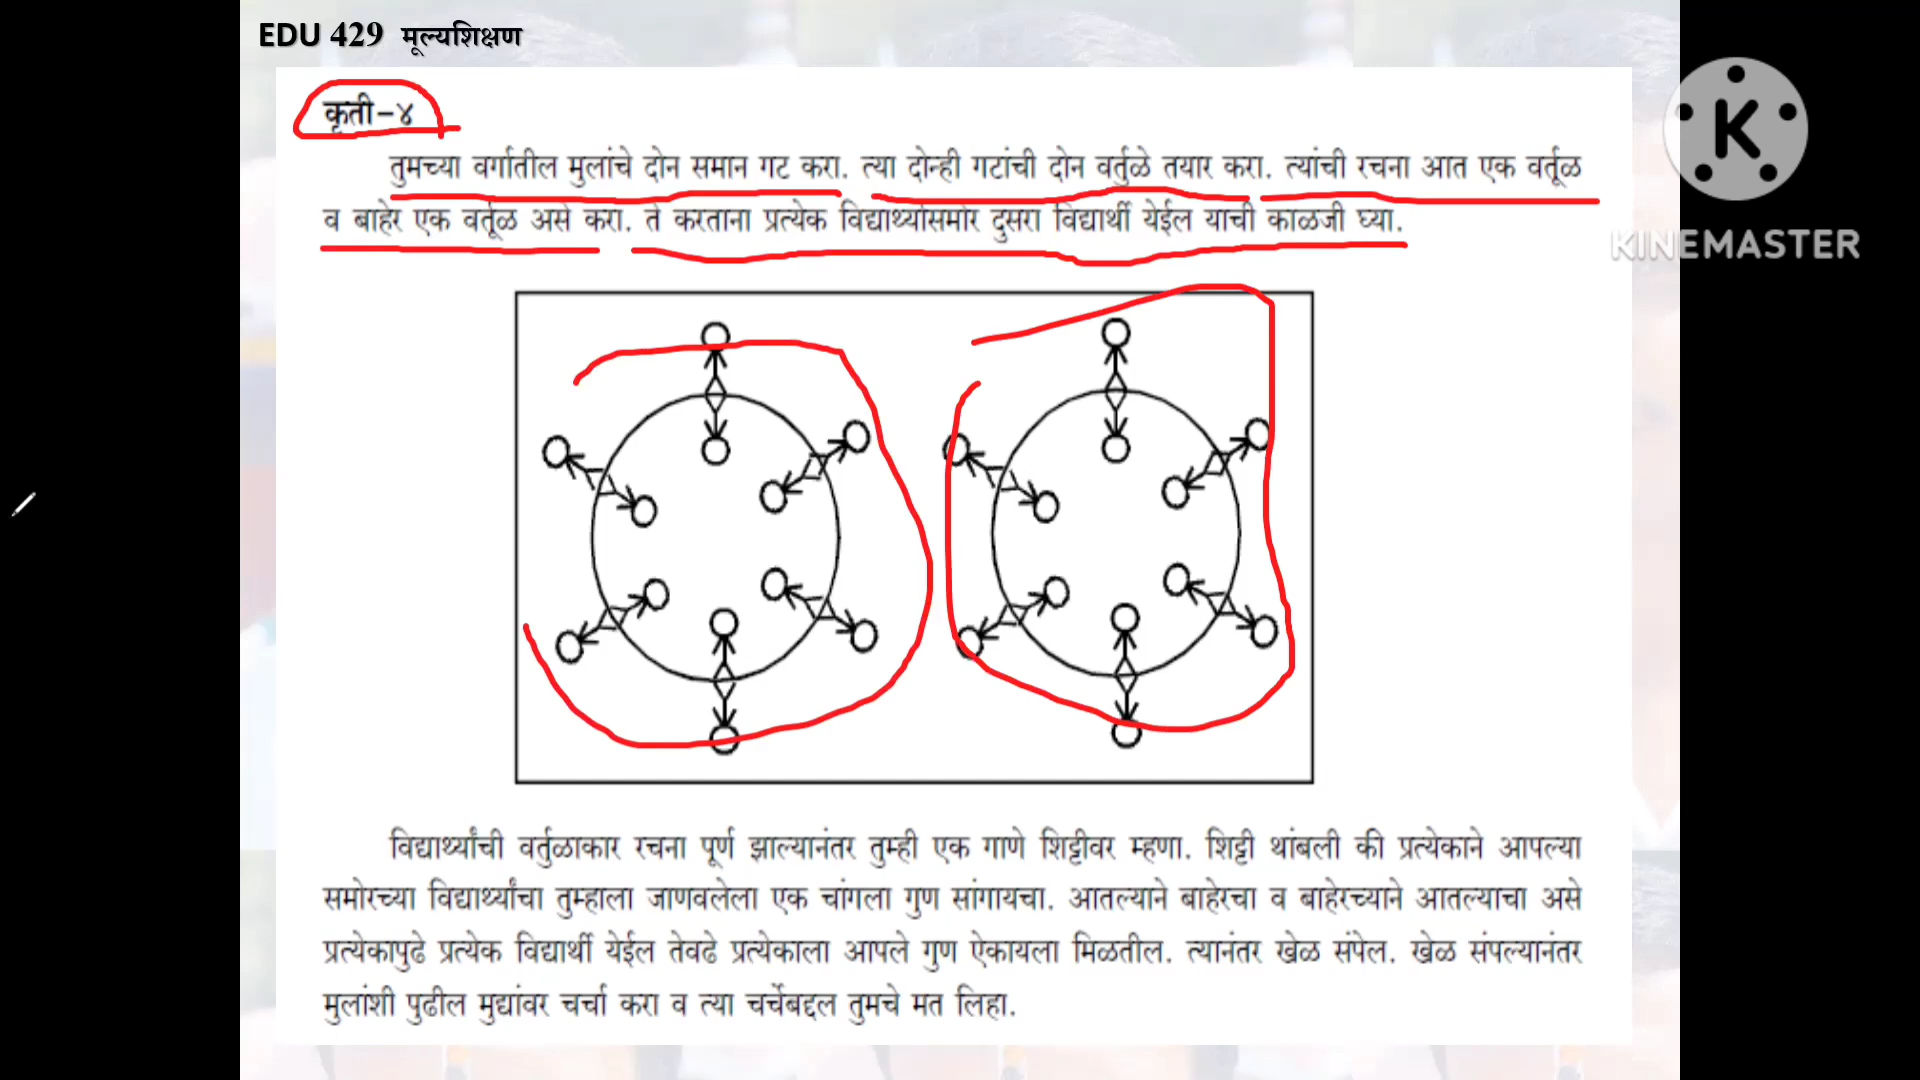 EDU 429 मूल्यशिक्षण
कृती-४
तुमच्या वर्गातील मुलांचे दोन समान गट करा. त्या दोन्ही गटांची दोन वर्तुळे तयार करा. त्यांची रचना आत एक वर्तूळ
व बाहेर एक वर्तूळ असे करा. ते करताना प्रत्येक विद्यार्थ्यासमोर दुसरा विद्यार्थी येईल याची काळजी घ्या.
विद्यार्थ्यांची वर्तुळाकार रचना पूर्ण झाल्यानंतर तुम्ही एक गाणे शिट्टीवर म्हणा. शिट्टी थांबली की प्रत्येकाने आपल्या
समोरच्या विद्यार्थ्यांचा तुम्हाला जाणवलेला एक चांगला गुण सांगायचा. आतल्याने बाहेरचा व बाहेरच्याने आतल्याचा असे
प्रत्येकापुढे प्रत्येक विद्यार्थी येईल तेवढे प्रत्येकाला आपले गुण ऐकायला मिळतील. त्यानंतर खेळ संपेल. खेळ संपल्यानंतर
मुलांशी पुढील मुद्यांवर चर्चा करा व त्या चर्चेबद्दल तुमचे मत लिहा.
K
KINEMASTER